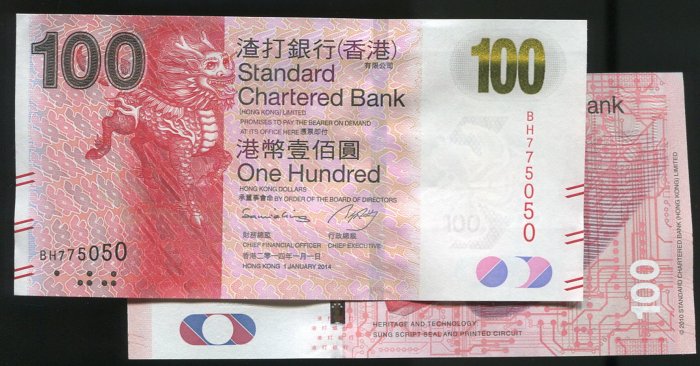 100
渣打銀行(香港)
有限公司
Standard
Chartered Bank
(HONG KONG) LIMITED
PROMISES TO PAY THE BEARER ON DEMAND
AT ITS OFFICE HERE 憑票即付
港幣壹佰圓
One Hundred
HONG KONG DOLLARS
承董事會命 BY ORDER OF THE BOARD OF DIRECTORS
財務總監 行政總裁
CHIEF FINANCIAL OFFICER CHIEF EXECUTIVE
香港二零一四年一月一日
HONG KONG 1 JANUARY 2014
BH775050
100
BH775050
100
ank
100
© 2010 STANDARD CHARTERED BANK (HONG KONG) LIMITED
HERITAGE AND TECHNOLOGY
SUNG SCRIPT SEAL AND PRINTED CIRCUIT